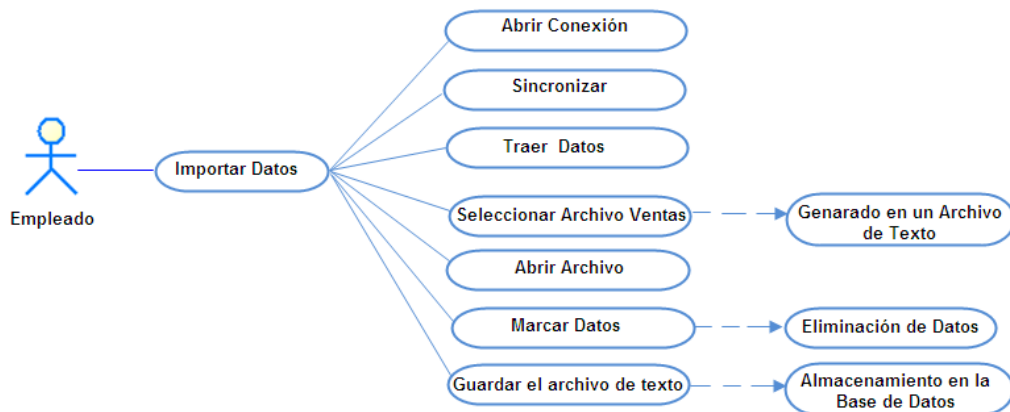 Abrir Conexión
Sincronizar
Traer Datos
Importar Datos
Empleado
Seleccionar Archivo Ventas
Genarado en un Archivo
de Texto
Abrir Archivo
Marcar Datos
Eliminación de Datos
Guardar el archivo de texto
Almacenamiento en la
Base de Datos